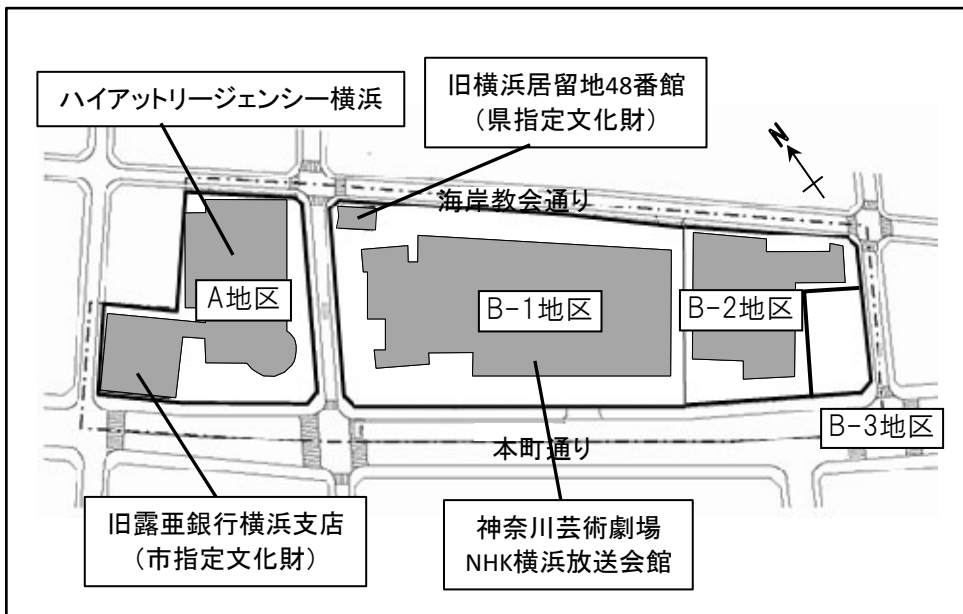 ハイアットリージェンシー横浜
旧横浜居留地48番館
（県指定文化財）
N
海岸教会通り
A地区
B-1地区
B-2地区
B-3地区
本町通り
旧露亜銀行横浜支店
（市指定文化財）
神奈川芸術劇場
NHK横浜放送会館